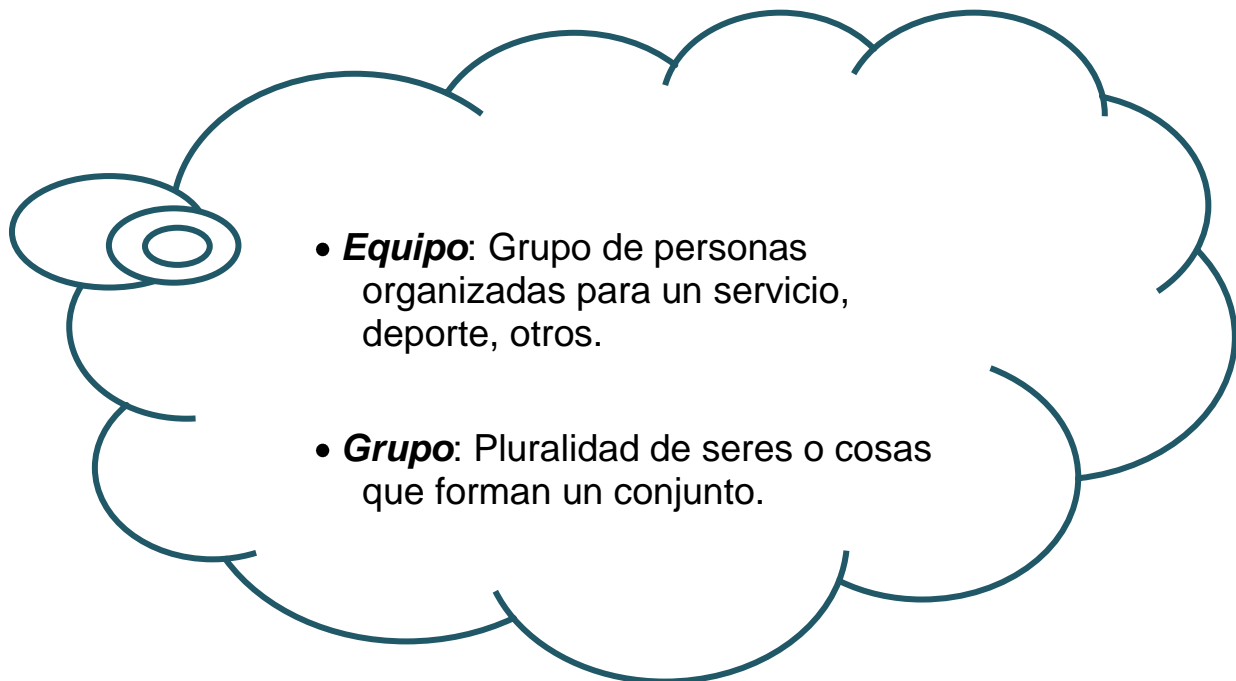 • Equipo: Grupo de personas
organizadas para un servicio,
deporte, otros.
• Grupo: Pluralidad de seres o cosas
que forman un conjunto.